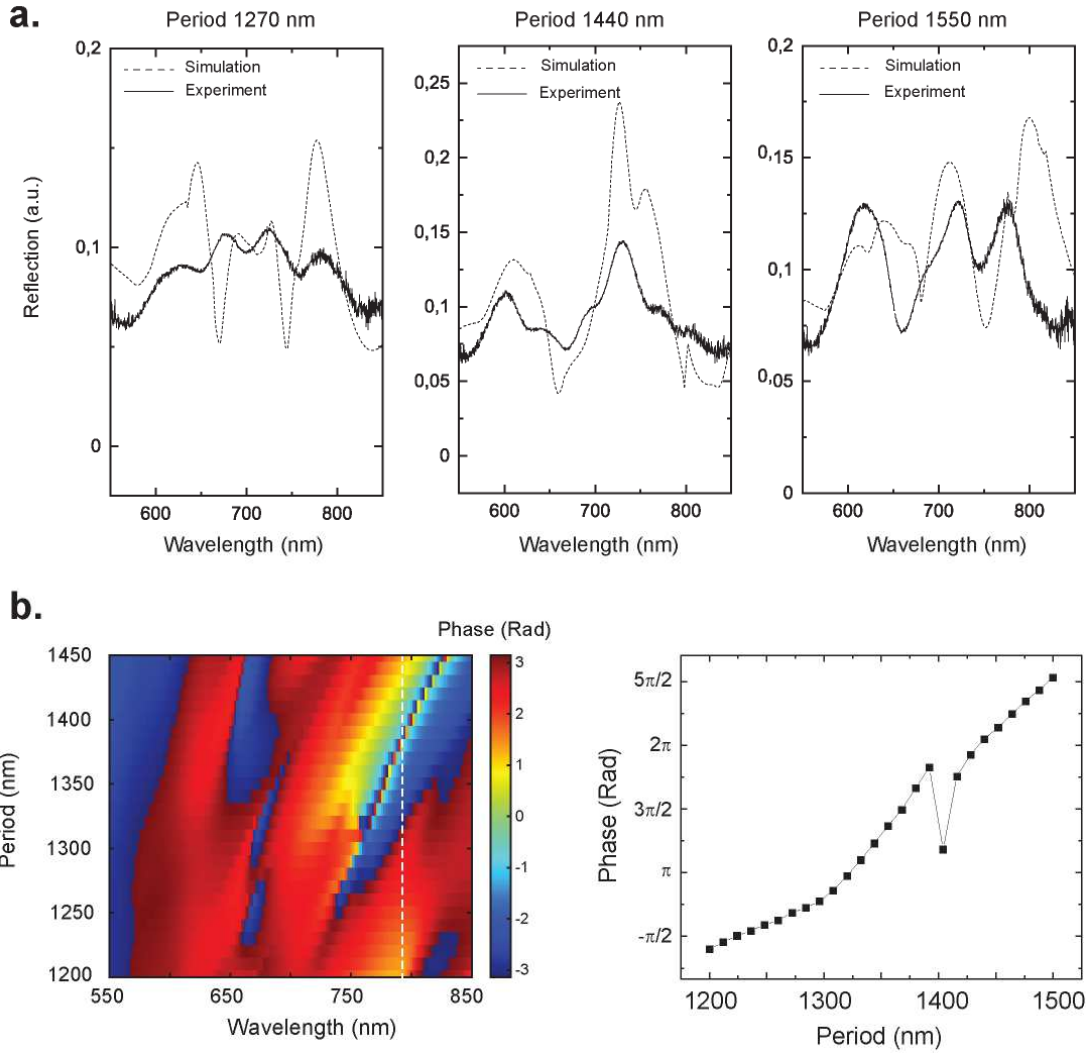 a.
Period 1270 nm
Period 1440 nm
Period 1550 nm
Reflection (a.u.)
0,2
0,1
0
Simulation
Experiment
600
700
800
Wavelength (nm)
0,25
0,2
0,15
0,1
0,05
0
Simulation
Experiment
600
700
800
Wavelength (nm)
0,2
0,15
0,1
0,05
0
Simulation
Experiment
600
700
800
Wavelength (nm)
b.
Phase (Rad)
Period (nm)
1450
1400
1350
1300
1250
1200
550
650
750
850
Wavelength (nm)
3
2
1
0
-1
-2
-3
Phase (Rad)
5π/2
2π
3π/2
π
-π/2
1200
1300
1400
1500
Period (nm)